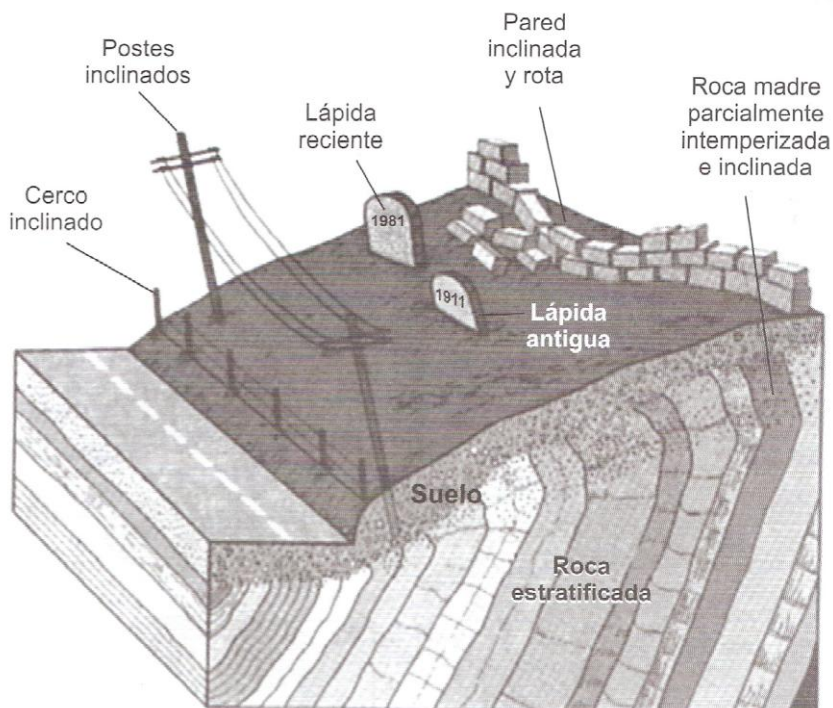 Postes
inclinados
Lápida
reciente
Pared
inclinada
y rota
Roca madre
parcialmente
intemperizada
e inclinada
Cerco
inclinado
1981
1911
Lápida
antigua
Suelo
Roca
estratificada